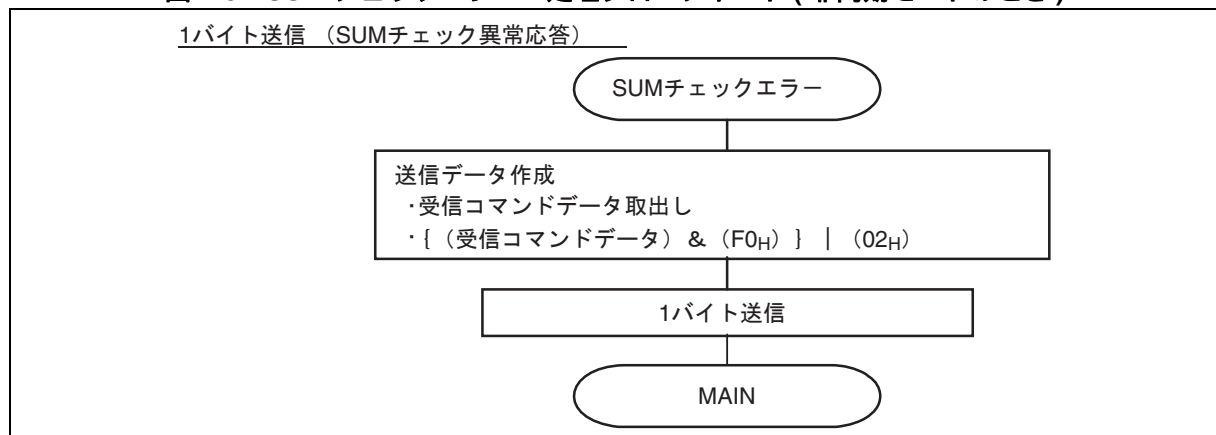 1バイト送信 （SUMチェック異常応答）
SUMチェックエラー
送信データ作成
・受信コマンドデータ取出し
・{ （受信コマンドデータ） & （F0H） } | （02H）
1バイト送信
MAIN